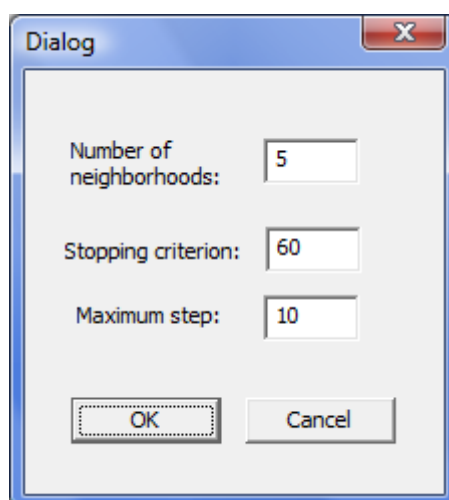 Dialog
Number of
neighborhoods:
5
Stopping criterion:
60
Maximum step:
10
OK
Cancel